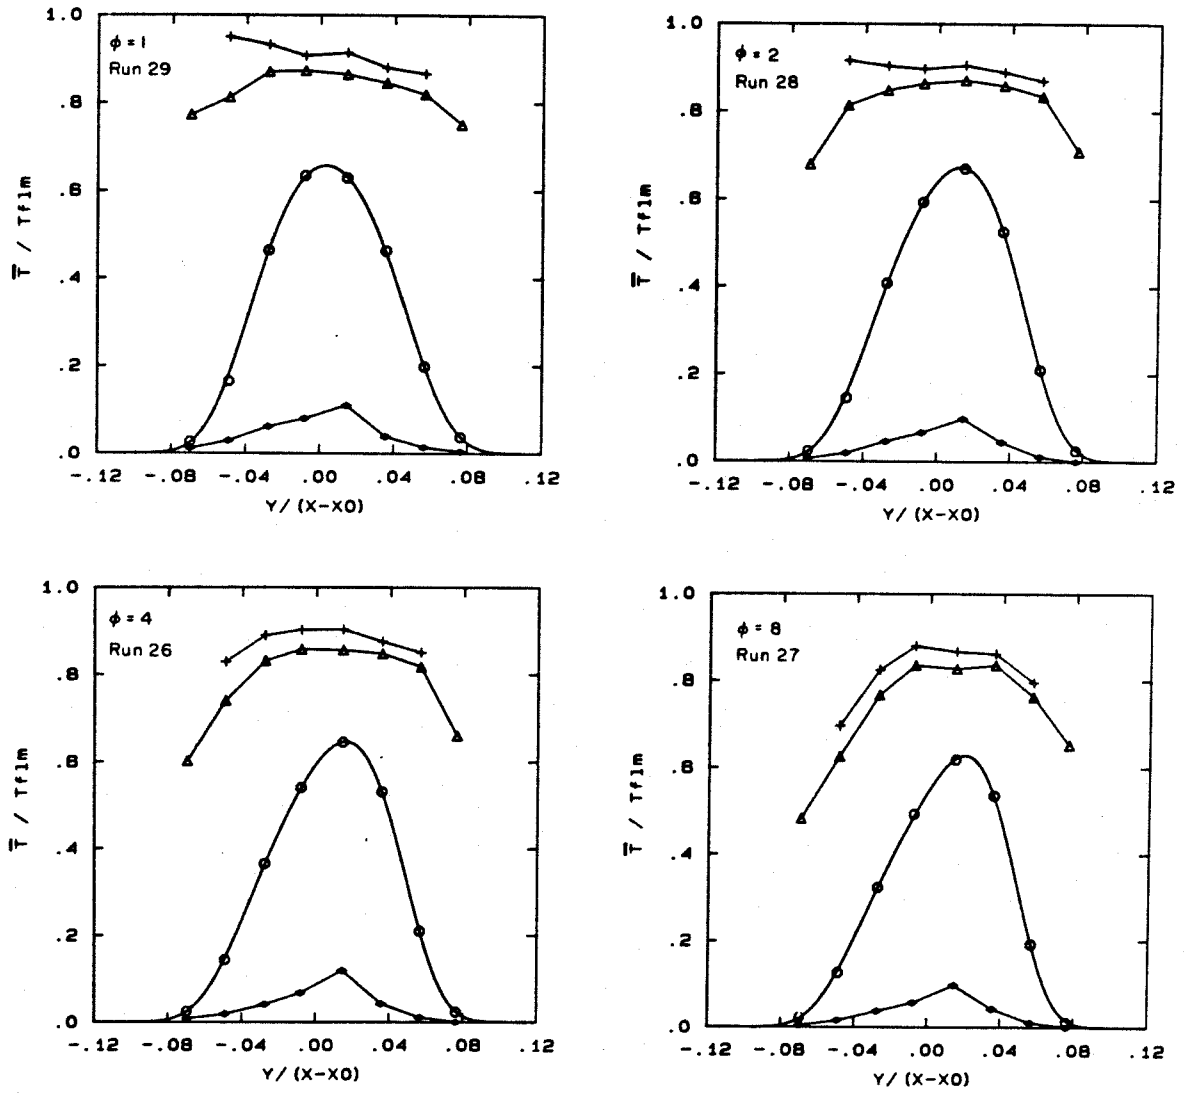 1.0
.8
.6
.4
.2
.0
T / Tflm
φ = 1
Run 29
-.12 -.08 -.04 .00 .04 .08 .12
Y/ (X-X0)
1.0
.8
.6
.4
.2
.0
T / Tflm
φ = 2
Run 28
-.12 -.08 -.04 .00 .04 .08 .12
Y/ (X-X0)
1.0
.8
.6
.4
.2
.0
T / Tflm
φ = 4
Run 26
-.12 -.08 -.04 .00 .04 .08 .12
Y/ (X-X0)
1.0
.8
.6
.4
.2
.0
T / Tflm
φ = 8
Run 27
-.12 -.08 -.04 .00 .04 .08 .12
Y/ (X-X0)